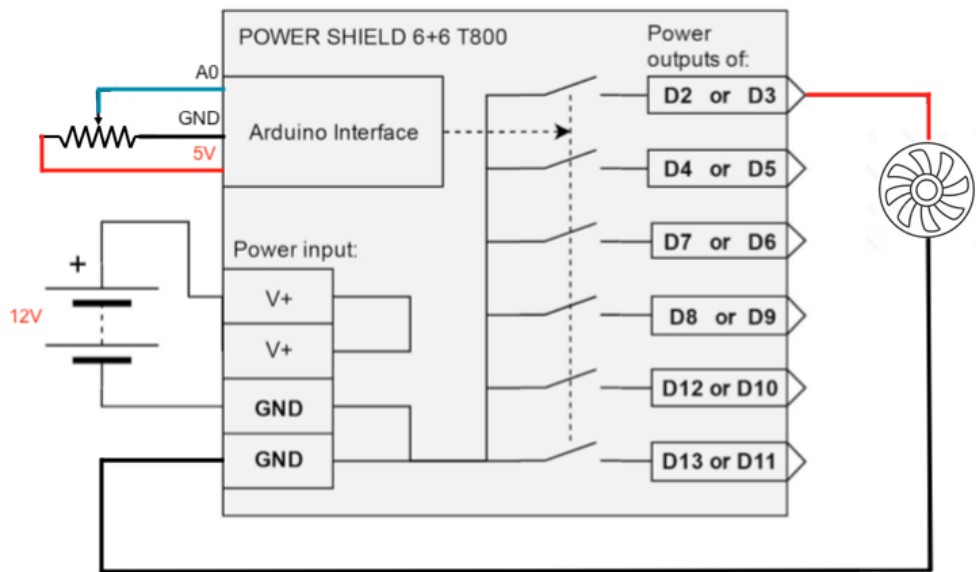 POWER SHIELD 6+6 T800
Power
outputs of:
A0
GND
5V
Arduino Interface
D2 or D3
D4 or D5
D7 or D6
D8 or D9
D12 or D10
D13 or D11
Power input:
+
12V
V+
V+
GND
GND